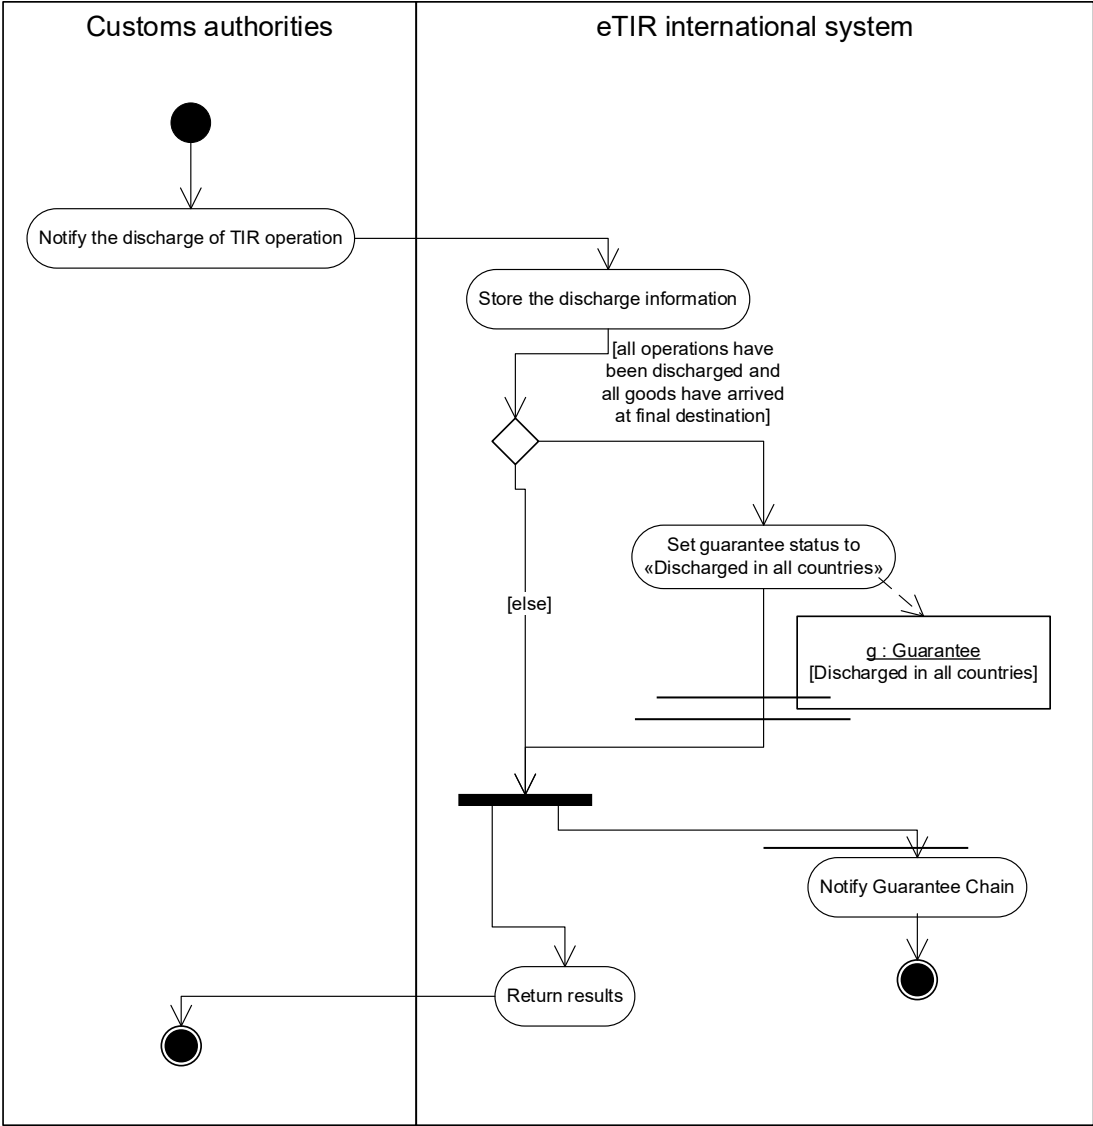 Customs authorities
eTIR international system
Notify the discharge of TIR operation
Store the discharge information
[all operations have
been discharged and
all goods have arrived
at final destination]
Set guarantee status to
«Discharged in all countries»
[else]
g : Guarantee
[Discharged in all countries]
Notify Guarantee Chain
Return results